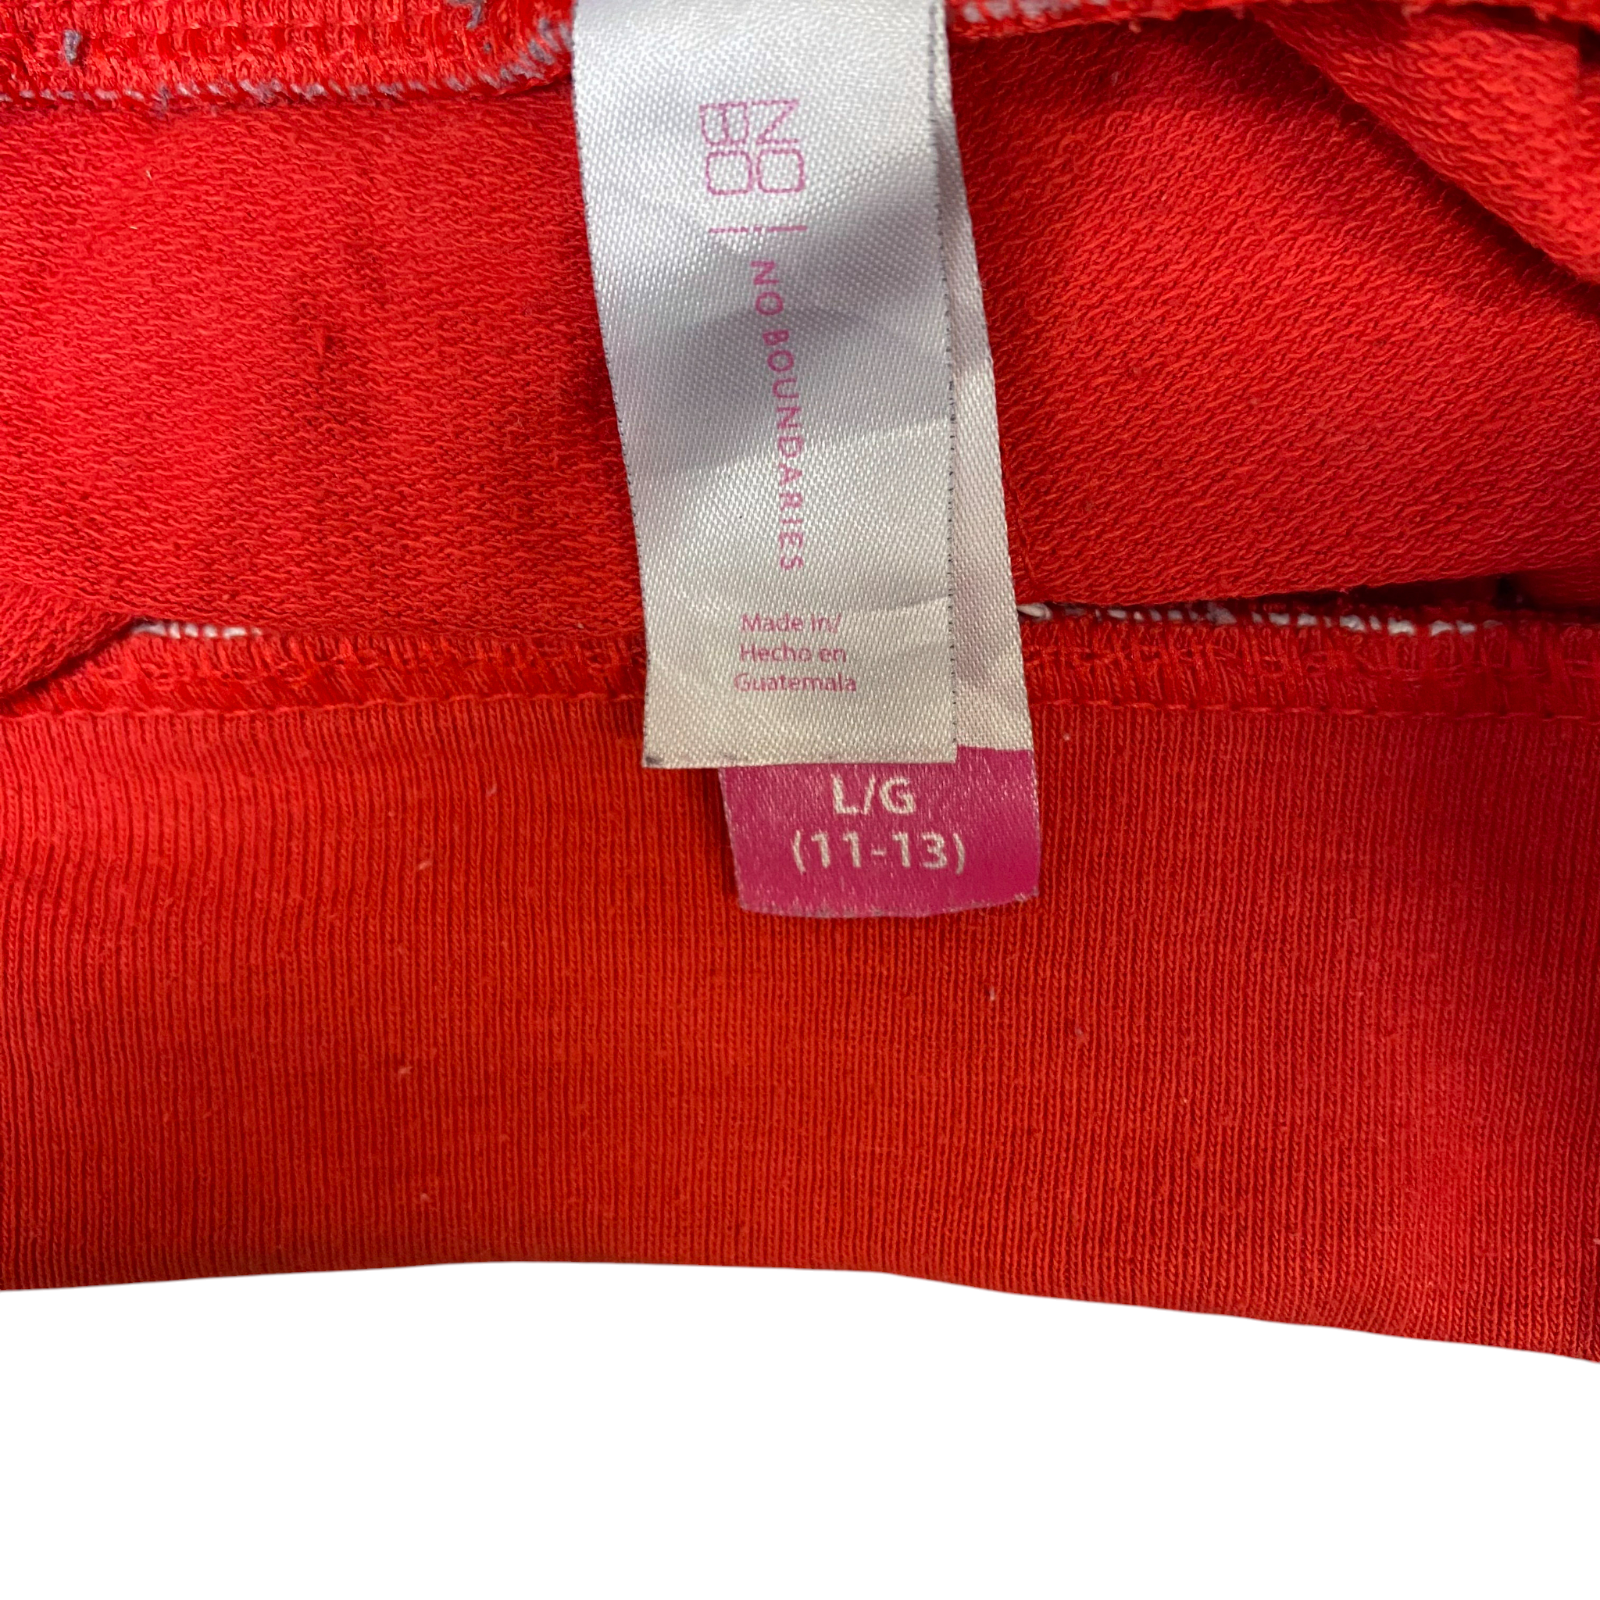 NO
BO
NO BOUNDARIES
Made in/
Hecho en
Guatemala
L/G
(11-13)